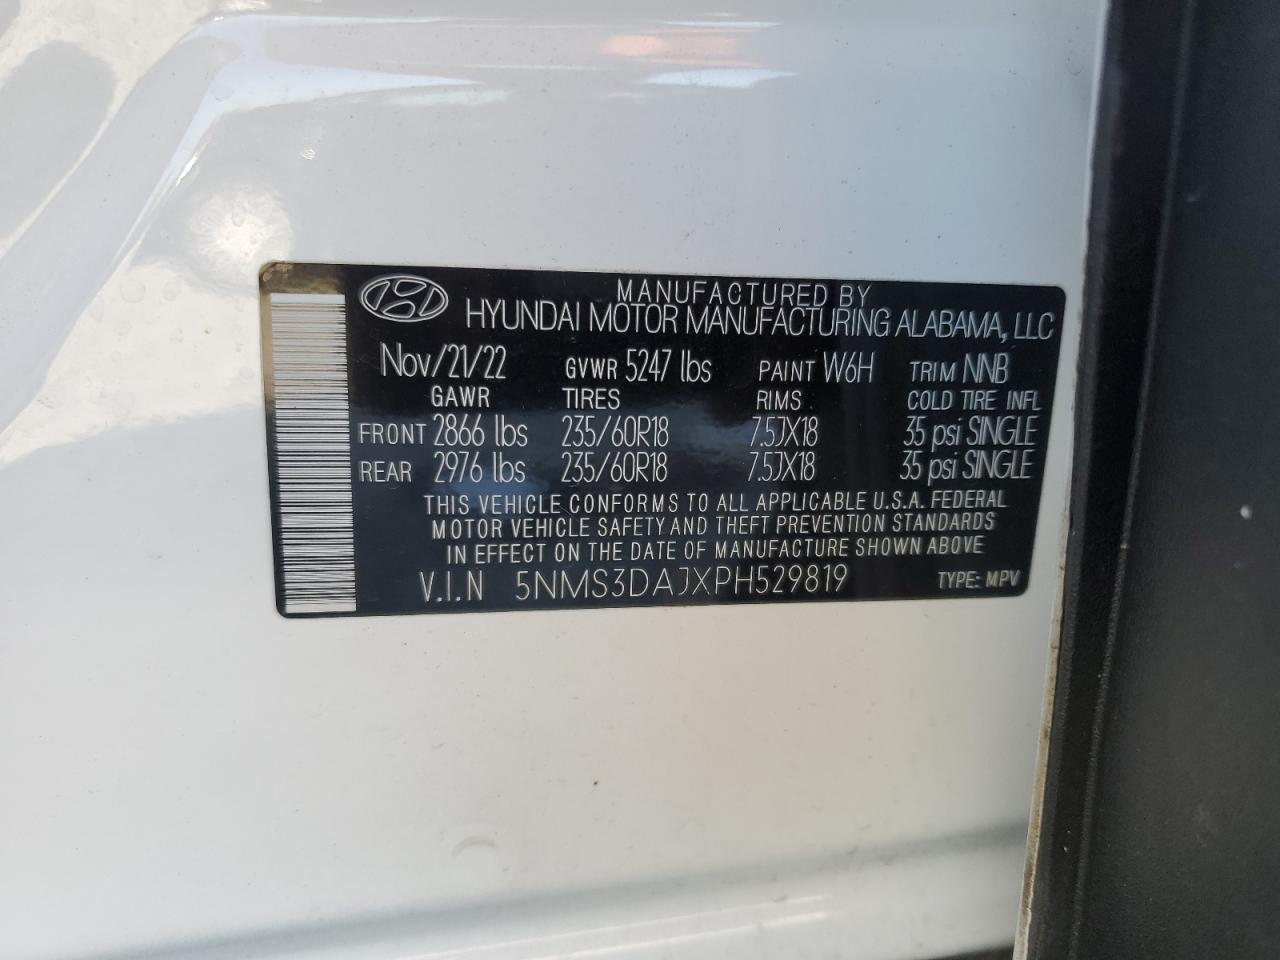 MANUFACTURED BY
HYUNDAI MOTOR MANUFACTURING ALABAMA, LLC
Nov/21/22 GVWR 5247 lbs PAINT W6H TRIM NNB
GAWR TIRES RIMS COLD TIRE INFL
FRONT 2866 lbs 235/60R18 7.5JX18 35 psi SINGLE
REAR 2976 lbs 235/60R18 7.5JX18 35 psi SINGLE
THIS VEHICLE CONFORMS TO ALL APPLICABLE U.S.A. FEDERAL
MOTOR VEHICLE SAFETY AND THEFT PREVENTION STANDARDS
IN EFFECT ON THE DATE OF MANUFACTURE SHOWN ABOVE
V.I.N 5NMS3DAJXPH529819 TYPE: MPV